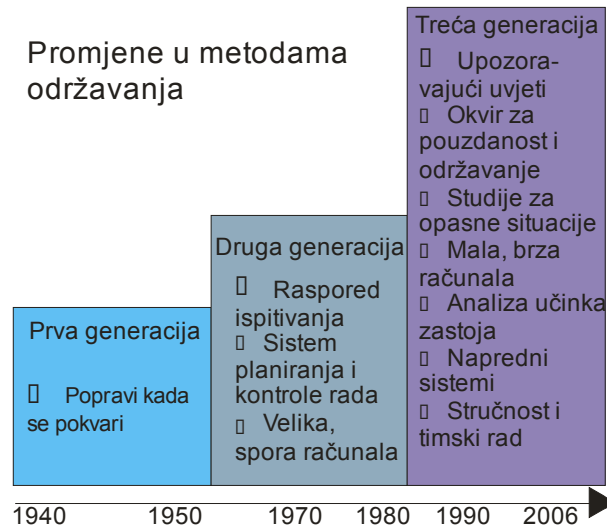 Promjene u metodama
održavanja
Prva generacija
▯ Popravi kada
se pokvari
Druga generacija
▯ Raspored
ispitivanja
▯ Sistem
planiranja i
kontrole rada
▯ Velika,
spora računala
Treća generacija
▯ Upozora-
vajući uvjeti
▯ Okvir za
pouzdanost i
održavanje
▯ Studije za
opasne situacije
▯ Mala, brza
računala
▯ Analiza učinka
zastoja
▯ Napredni
sistemi
▯ Stručnost i
timski rad
1940 1950 1970 1980 1990 2006